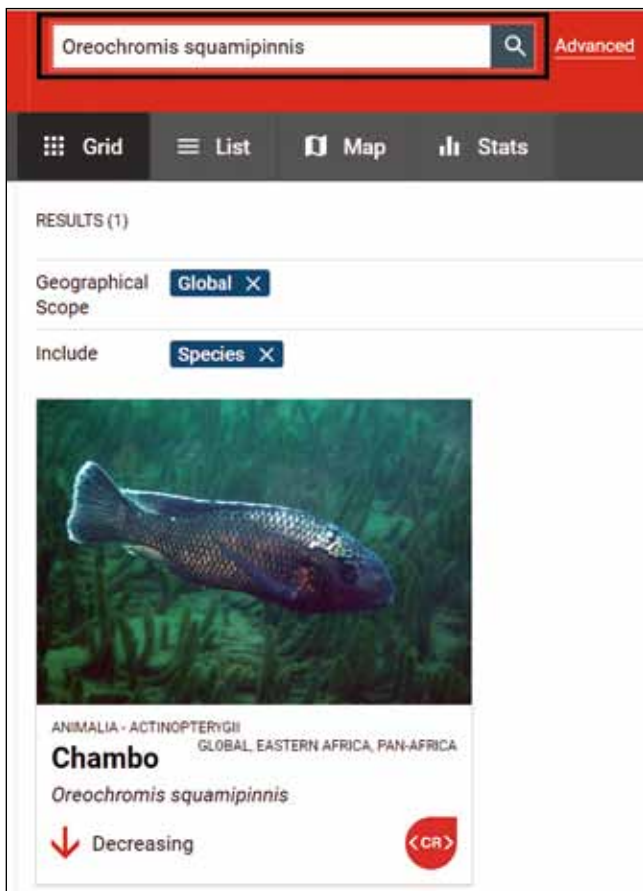 Oreochromis squamipinnis
Advanced
Grid List Map Stats
RESULTS (1)
Geographical Scope
Global ×
Include
Species ×
ANIMALIA - ACTINOPTERYGII
GLOBAL, EASTERN AFRICA, PAN-AFRICA
Chambo
Oreochromis squamipinnis
Decreasing
<CR>